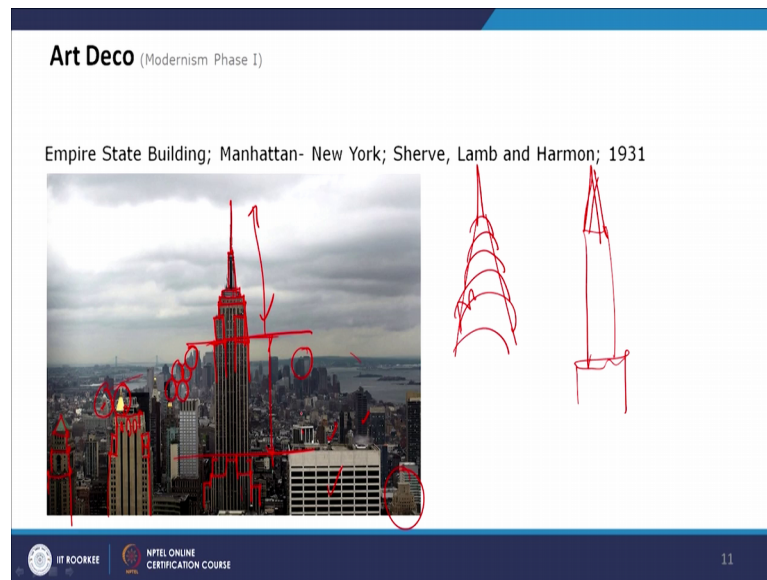 Art Deco (Modernism Phase I)
Empire State Building; Manhattan- New York; Sherve, Lamb and Harmon; 1931
IIT ROORKEE
NPTEL ONLINE
CERTIFICATION COURSE
11